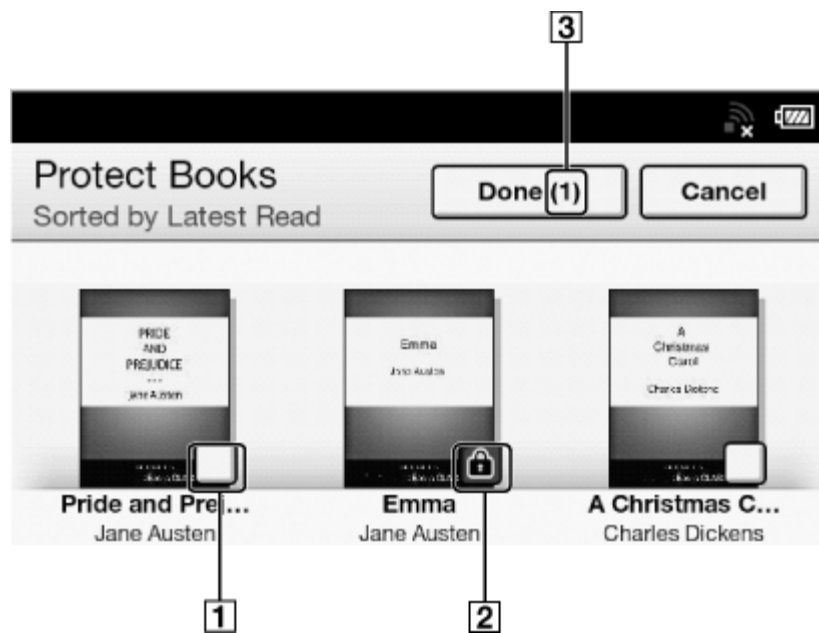 3
Protect Books
Sorted by Latest Read
Done (1)
Cancel
PRIDE
AND
PREJUDICE
Jane Austen
Emma
Jane Austen
A
Christmas
Carol
Charles Dickens
Pride and Prej...
Jane Austen
Emma
Jane Austen
A Christmas C...
Charles Dickens
1
2